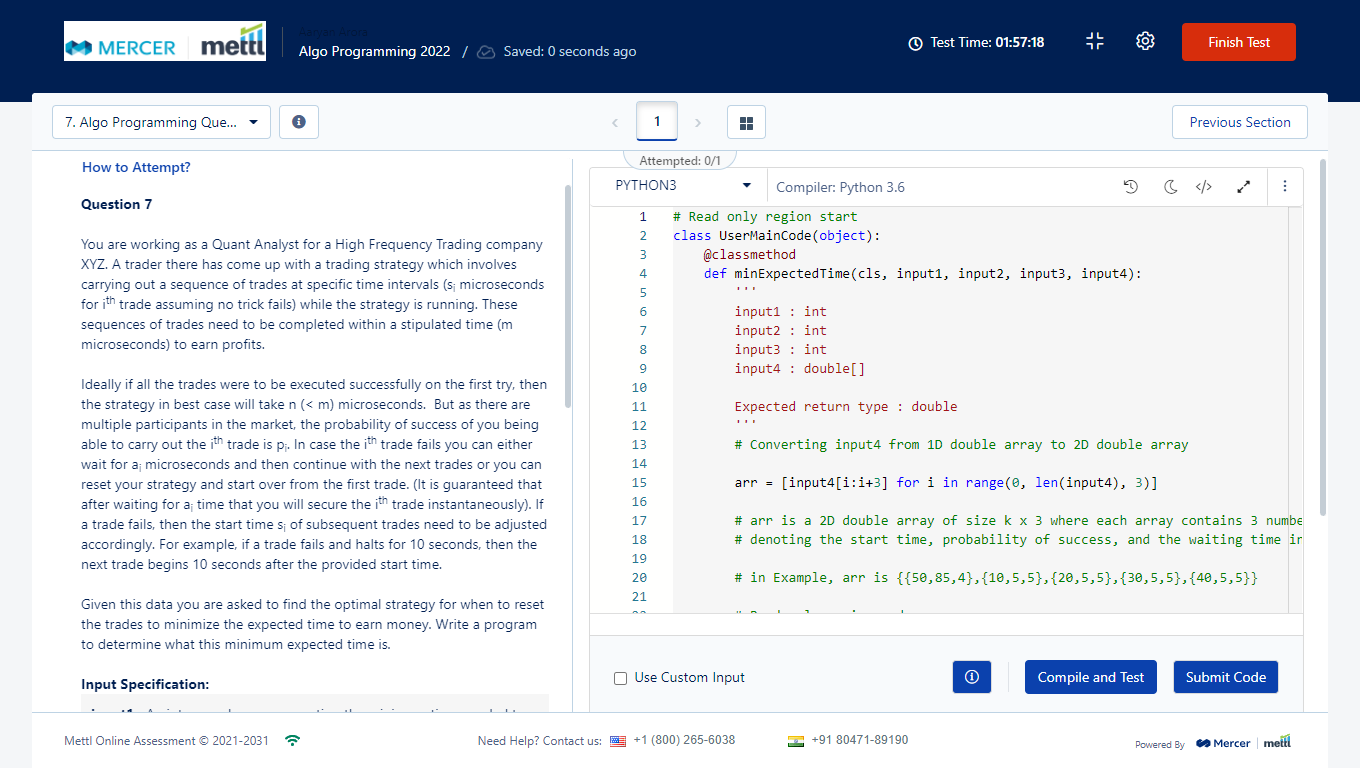 MERCER mettl
Algo Programming 2022 / Saved: 0 seconds ago
Test Time: 01:57:18
Finish Test
7. Algo Programming Que...
1
Previous Section
Attempted: 0/1
How to Attempt?
Question 7
You are working as a Quant Analyst for a High Frequency Trading company
XYZ. A trader there has come up with a trading strategy which involves
carrying out a sequence of trades at specific time intervals (si microseconds
for ith trade assuming no trick fails) while the strategy is running. These
sequences of trades need to be completed within a stipulated time (m
microseconds) to earn profits.
Ideally if all the trades were to be executed successfully on the first try, then
the strategy in best case will take n (< m) microseconds.  But as there are
multiple participants in the market, the probability of success of you being
able to carry out the ith trade is pi. In case the ith trade fails you can either
wait for ai microseconds and then continue with the next trades or you can
reset your strategy and start over from the first trade. (It is guaranteed that
after waiting for ai time that you will secure the ith trade instantaneously). If
a trade fails, then the start time si of subsequent trades need to be adjusted
accordingly. For example, if a trade fails and halts for 10 seconds, then the
next trade begins 10 seconds after the provided start time.
Given this data you are asked to find the optimal strategy for when to reset
the trades to minimize the expected time to earn money. Write a program
to determine what this minimum expected time is.
Input Specification:
PYTHON3
Compiler: Python 3.6
1 # Read only region start
2 class UserMainCode(object):
3 @classmethod
4 def minExpectedTime(cls, input1, input2, input3, input4):
5 '''
6 input1 : int
7 input2 : int
8 input3 : int
9 input4 : double[]
10
11 Expected return type : double
12 '''
13 # Converting input4 from 1D double array to 2D double array
14
15 arr = [input4[i:i+3] for i in range(0, len(input4), 3)]
16
17 # arr is a 2D double array of size k x 3 where each array contains 3 numbe
18 # denoting the start time, probability of success, and the waiting time in
19
20 # in Example, arr is {{50,85,4},{10,5,5},{20,5,5},{30,5,5},{40,5,5}}
21
Use Custom Input
Compile and Test
Submit Code
Mettl Online Assessment © 2021-2031
Need Help? Contact us: +1 (800) 265-6038
+91 80471-89190
Powered By Mercer mettl